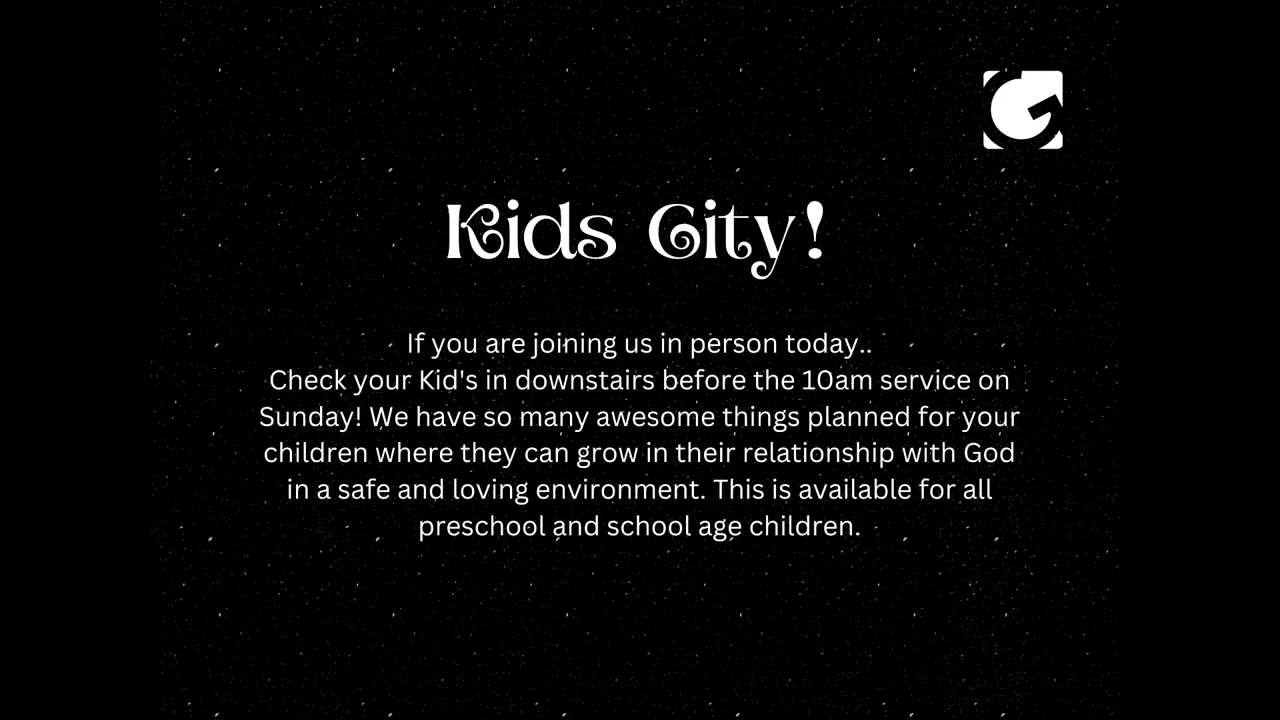 G
Kids City!
If you are joining us in person today..
Check your Kid's in downstairs before the 10am service on
Sunday! We have so many awesome things planned for your
children where they can grow in their relationship with God
in a safe and loving environment. This is available for all
preschool and school age children.